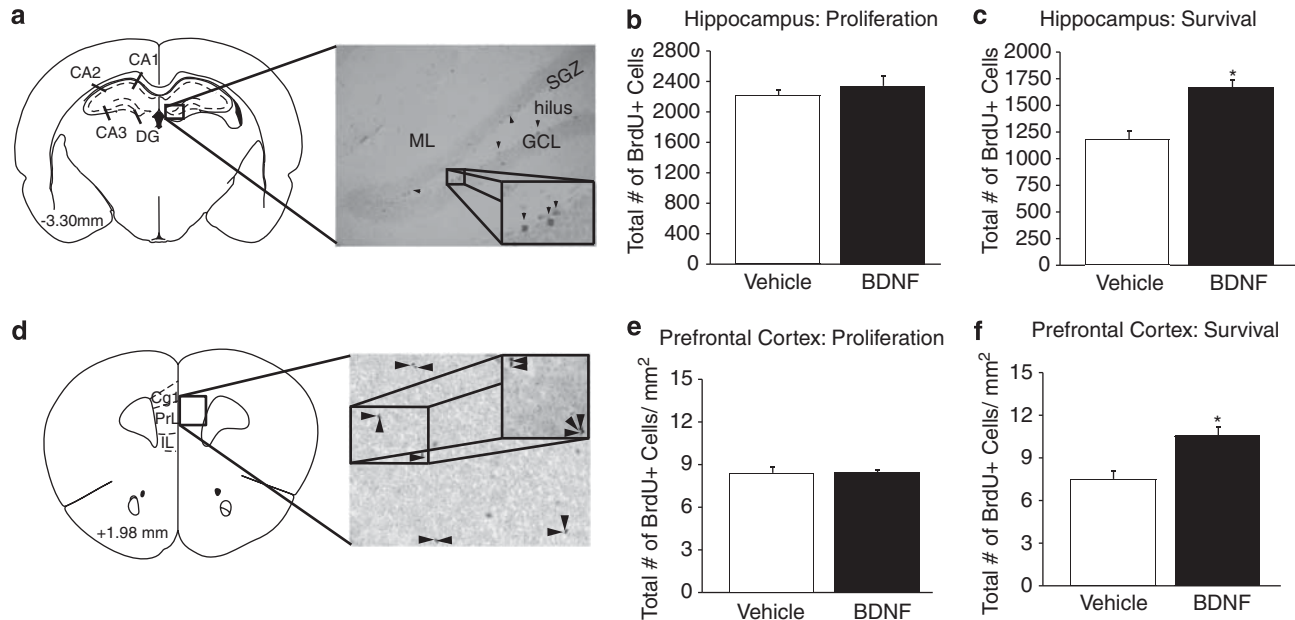 a
CA1
CA2
CA3
DG
-3.30mm
SGZ
hilus
ML
GCL
b
Hippocampus: Proliferation
Total # of BrdU+ Cells
2800
2400
2000
1600
1200
800
400
0
Vehicle
BDNF
c
Hippocampus: Survival
Total # of BrdU+ Cells
2000
1750
1500
1250
1000
750
500
250
0
*
Vehicle
BDNF
d
Cg1
PrL
IL
+1.98 mm
e
Prefrontal Cortex: Proliferation
Total # of BrdU+ Cells/ mm²
15
12
9
6
3
0
Vehicle
BDNF
f
Prefrontal Cortex: Survival
Total # of BrdU+ Cells/ mm²
15
12
9
6
3
0
*
Vehicle
BDNF